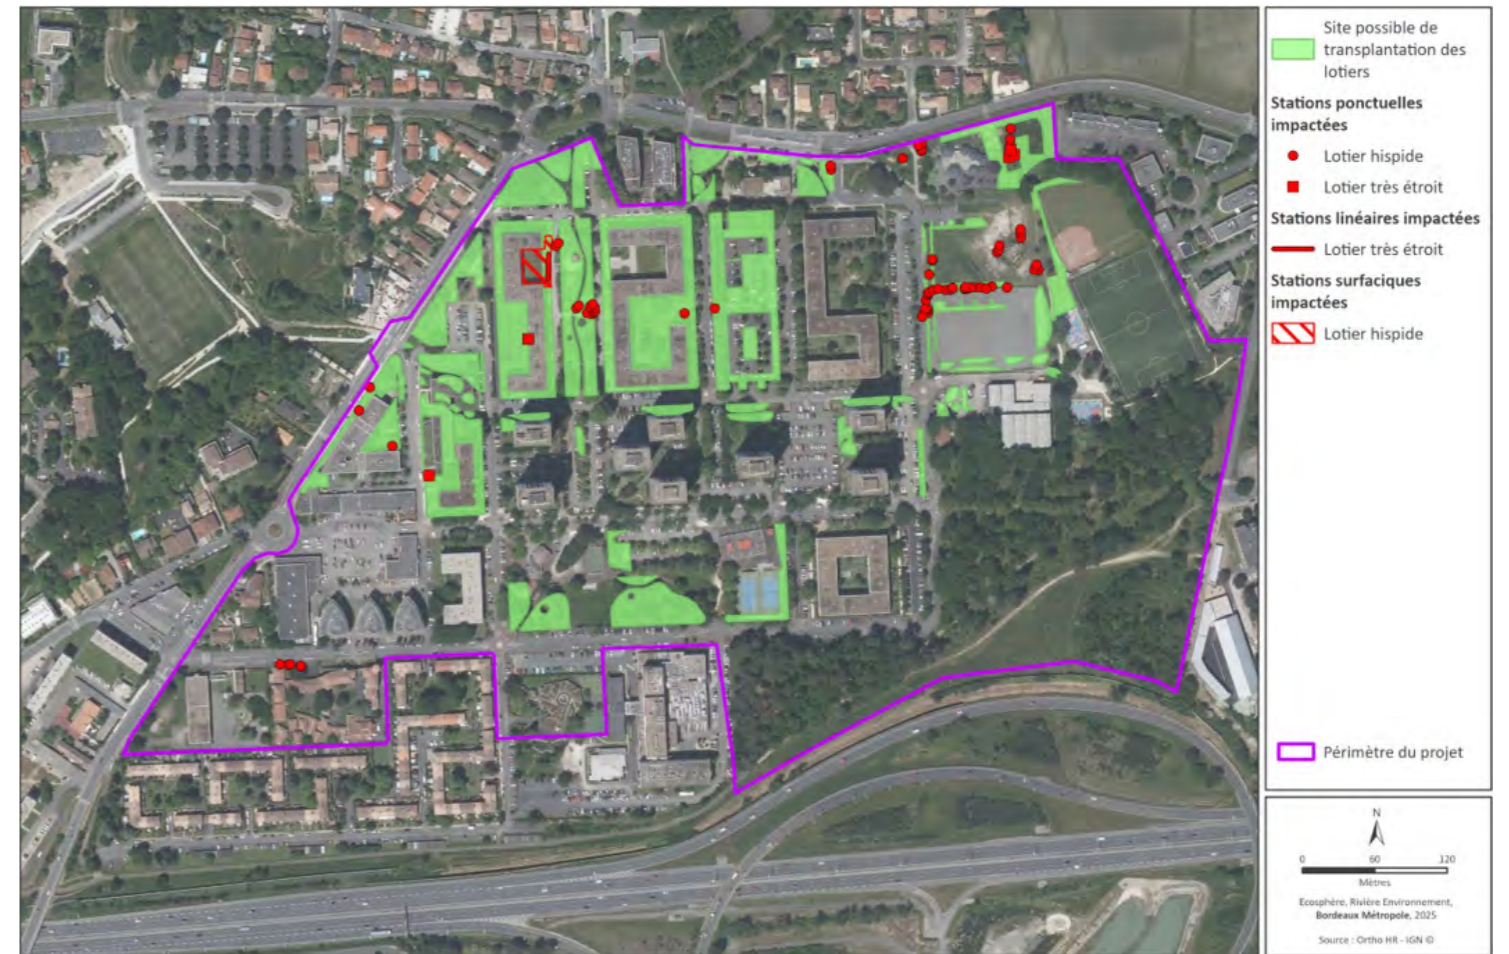 Site possible de
transplantation des
lotiers
Stations ponctuelles
impactées
Lotier hispide
Lotier très étroit
Stations linéaires impactées
Lotier très étroit
Stations surfaciques
impactées
Lotier hispide
Périmètre du projet
N
0 60 120
Mètres
Ecosphère, Rivière Environnement,
Bordeaux Métropole, 2025
Source : Ortho HR - IGN ©